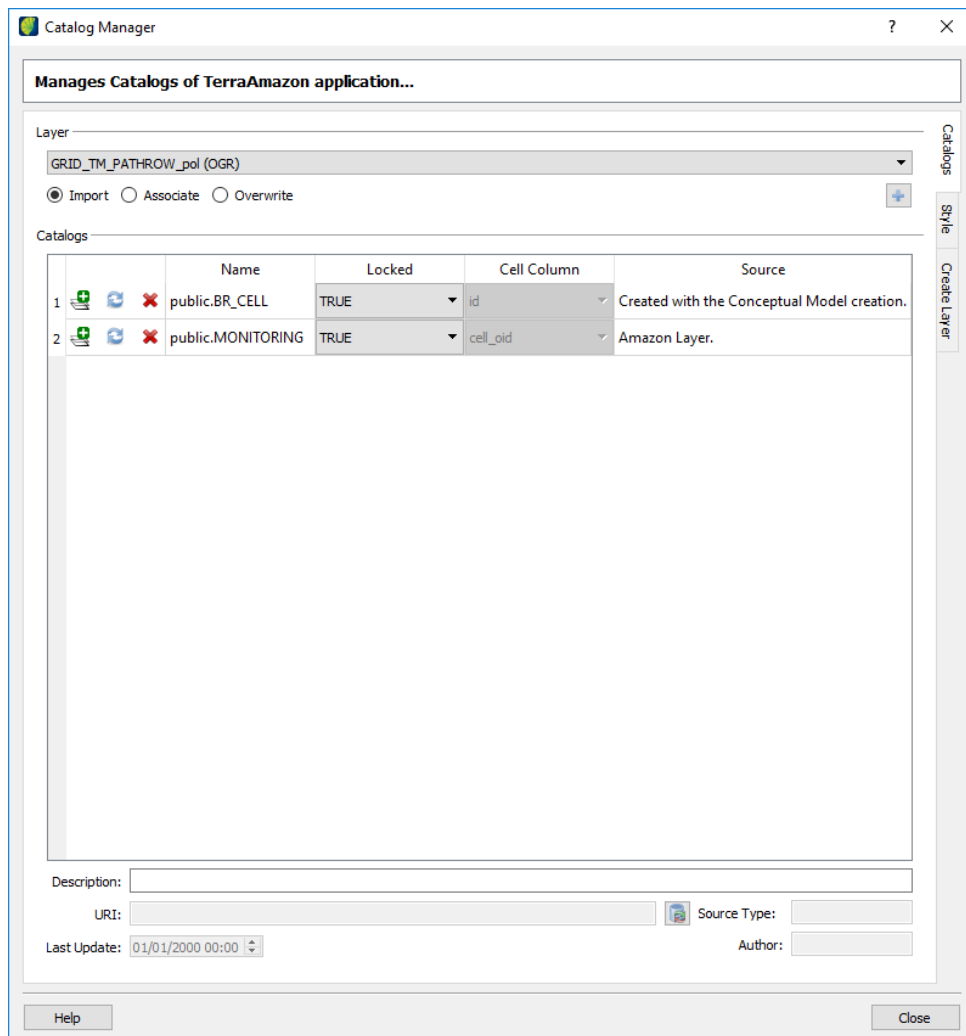 Catalog Manager
?
Manages Catalogs of TerraAmazon application...
Layer
GRID_TM_PATHROW_pol (OGR)
Import Associate Overwrite
Catalogs
Name Locked Cell Column Source
1 public.BR_CELL TRUE id Created with the Conceptual Model creation.
2 public.MONITORING TRUE cell_oid Amazon Layer.
Description:
URI: Source Type:
Last Update: 01/01/2000 00:00 Author:
Help Close
Catalogs
Style
Create Layer